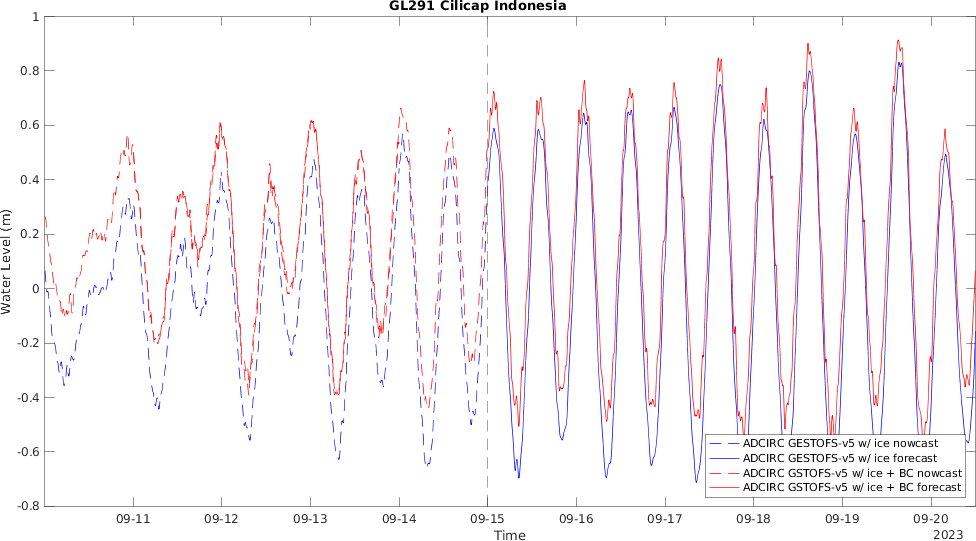 GL291 Cilicap Indonesia
Water Level (m)
1
0.8
0.6
0.4
0.2
0
-0.2
-0.4
-0.6
-0.8
ADCIRC GESTOFS-v5 w/ ice nowcast
ADCIRC GESTOFS-v5 w/ ice forecast
ADCIRC GSTOFS-v5 w/ ice + BC nowcast
ADCIRC GSTOFS-v5 w/ ice + BC forecast
09-11 09-12 09-13 09-14 09-15 09-16 09-17 09-18 09-19 09-20
Time
2023